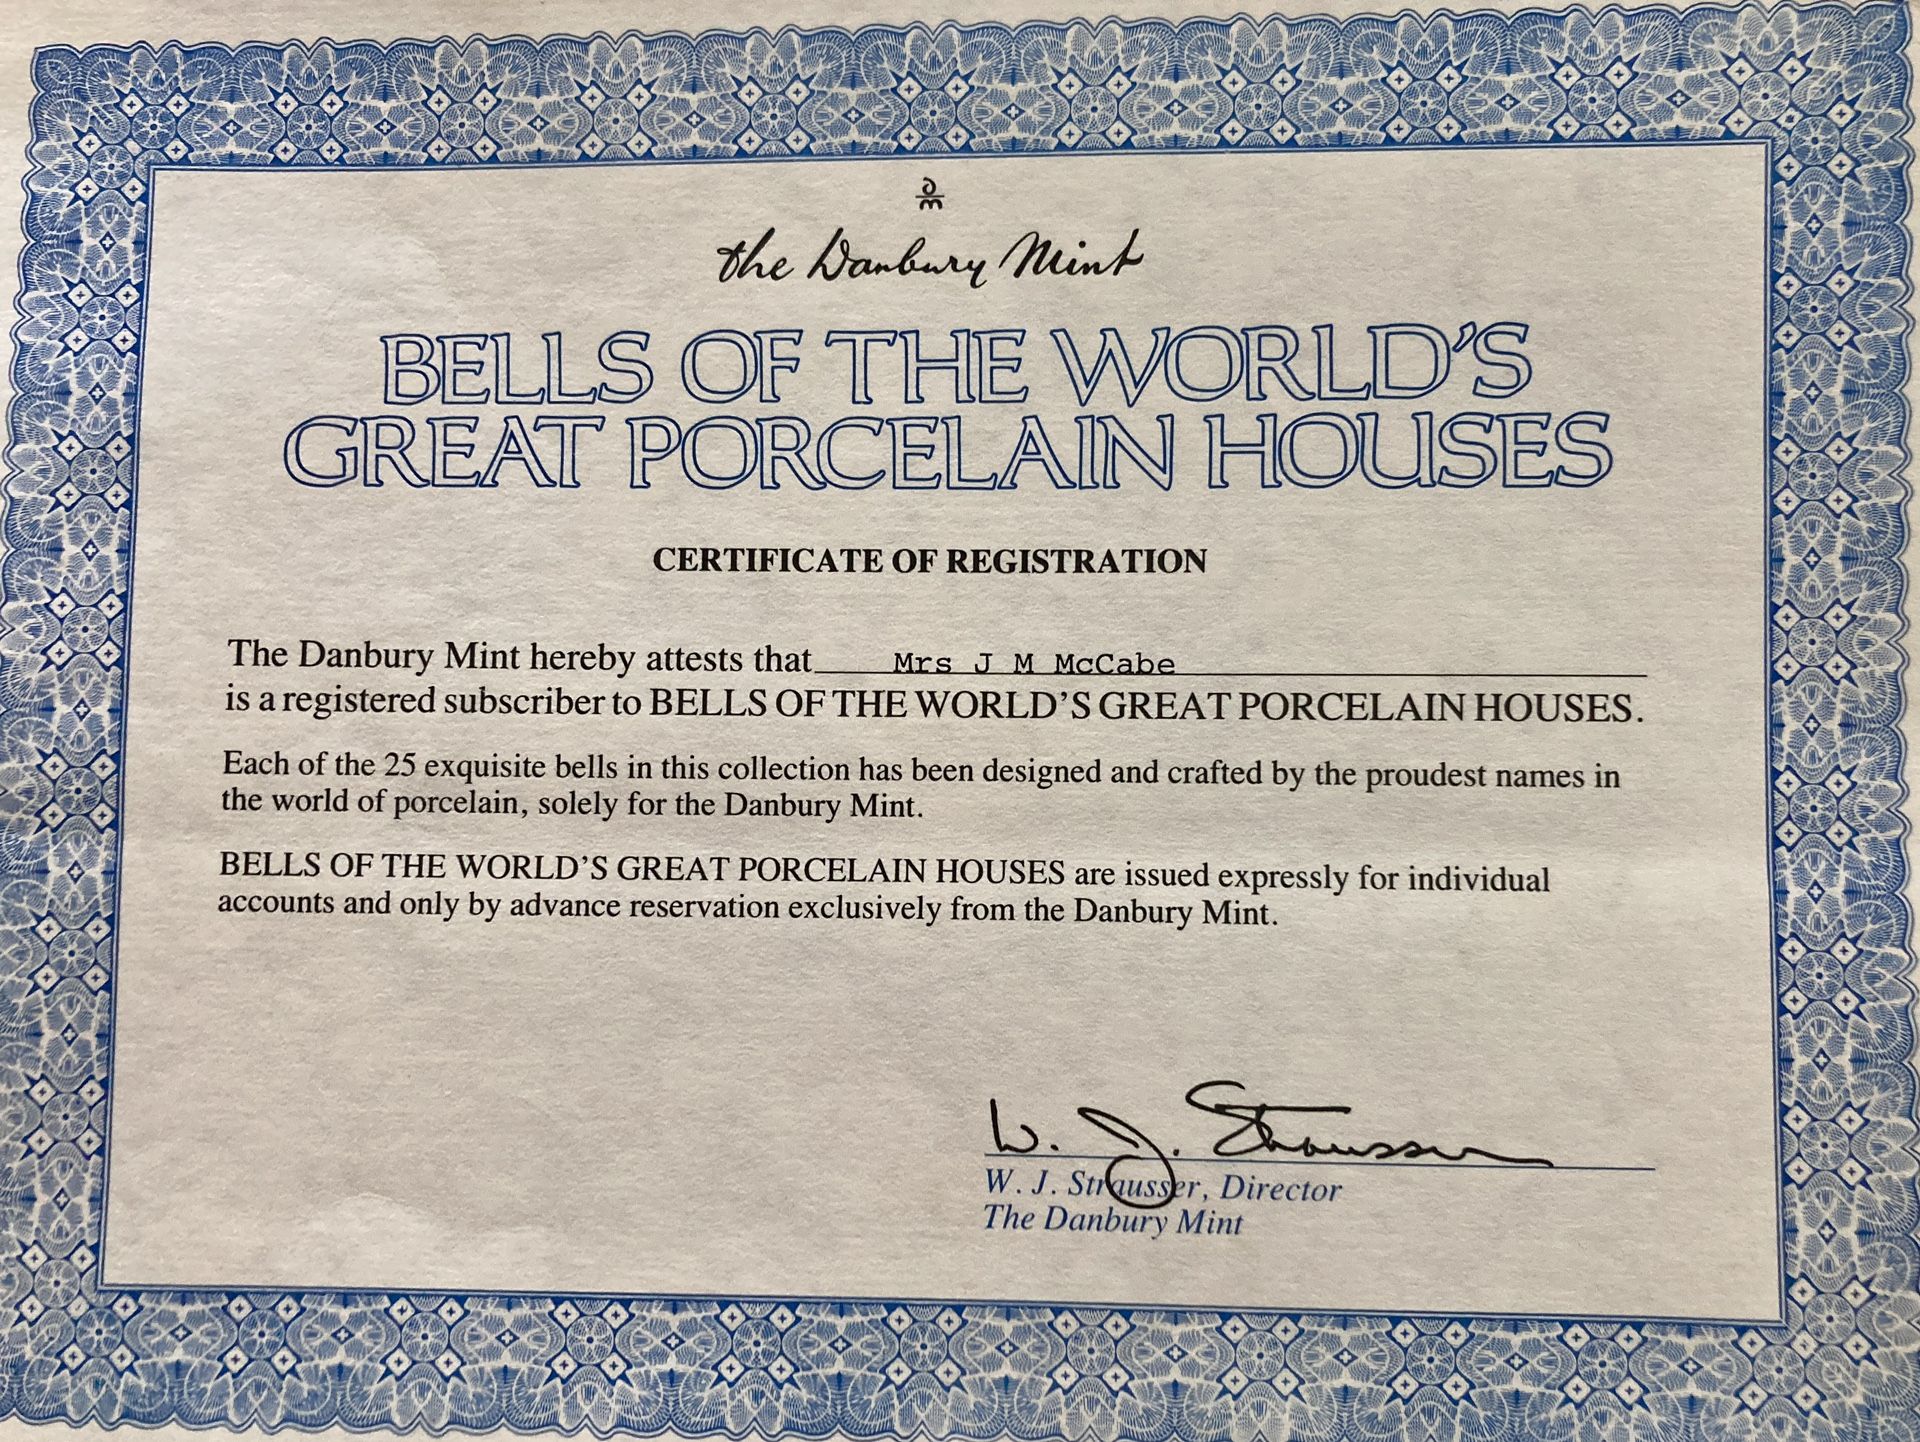 dm
the Danbury Mint
BELLS OF THE WORLD'S
GREAT PORCELAIN HOUSES
CERTIFICATE OF REGISTRATION
The Danbury Mint hereby attests that Mrs J M McCabe
is a registered subscriber to BELLS OF THE WORLD'S GREAT PORCELAIN HOUSES.
Each of the 25 exquisite bells in this collection has been designed and crafted by the proudest names in
the world of porcelain, solely for the Danbury Mint.
BELLS OF THE WORLD'S GREAT PORCELAIN HOUSES are issued expressly for individual
accounts and only by advance reservation exclusively from the Danbury Mint.
W. J. Strausser
W. J. Strausser, Director
The Danbury Mint